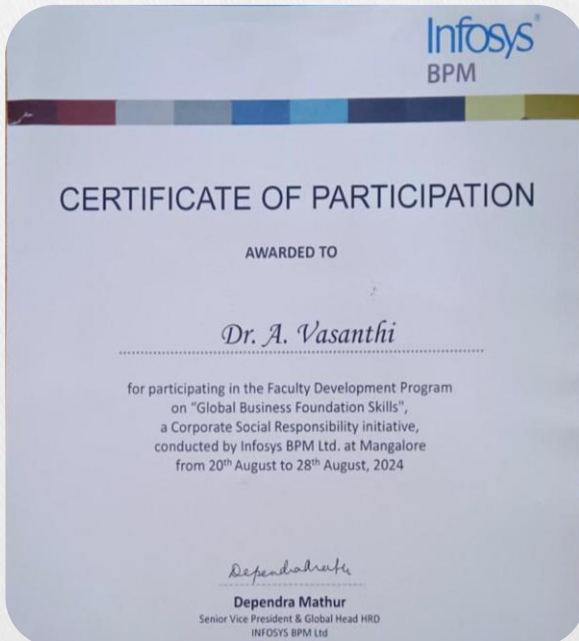 Infosys®
BPM
CERTIFICATE OF PARTICIPATION
AWARDED TO
Dr. A. Vasanthi
for participating in the Faculty Development Program
on “Global Business Foundation Skills”,
a Corporate Social Responsibility initiative,
conducted by Infosys BPM Ltd. at Mangalore
from 20th August to 28th August, 2024
Dependra Mathur
Senior Vice President & Global Head HRD
INFOSYS BPM Ltd